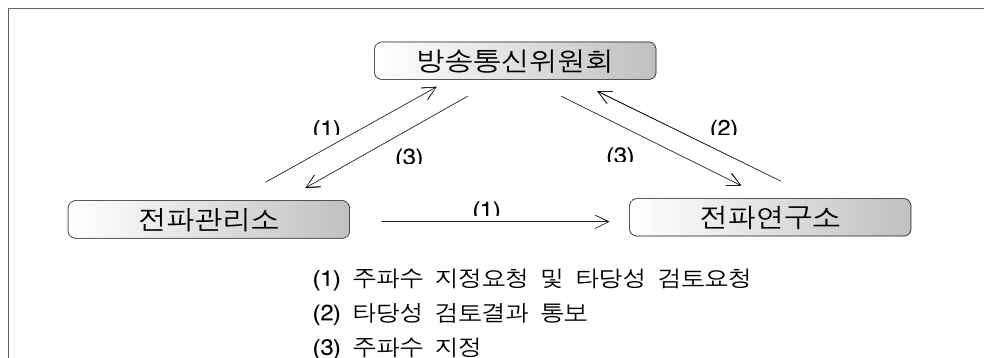 방송통신위원회
(1)
(3)
(3)
(2)
전파관리소
(1)
전파연구소
(1) 주파수 지정요청 및 타당성 검토요청
(2) 타당성 검토결과 통보
(3) 주파수 지정